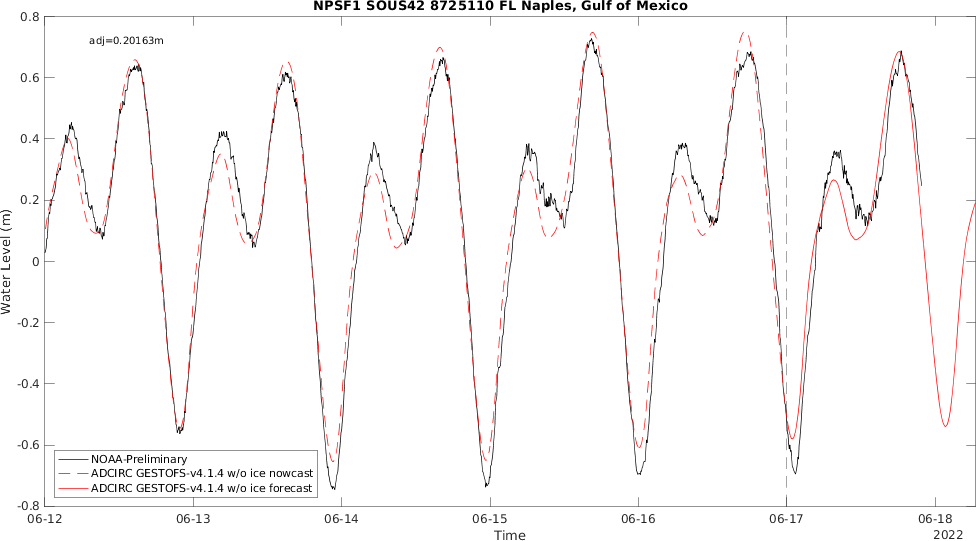 NPSF1 SOUS42 8725110 FL Naples, Gulf of Mexico
adj=0.20163m
0.8
0.6
0.4
0.2
0
-0.2
-0.4
-0.6
-0.8
Water Level (m)
NOAA-Preliminary
ADCIRC GESTOFS-v4.1.4 w/o ice nowcast
ADCIRC GESTOFS-v4.1.4 w/o ice forecast
06-12 06-13 06-14 06-15 06-16 06-17 06-18
Time
2022